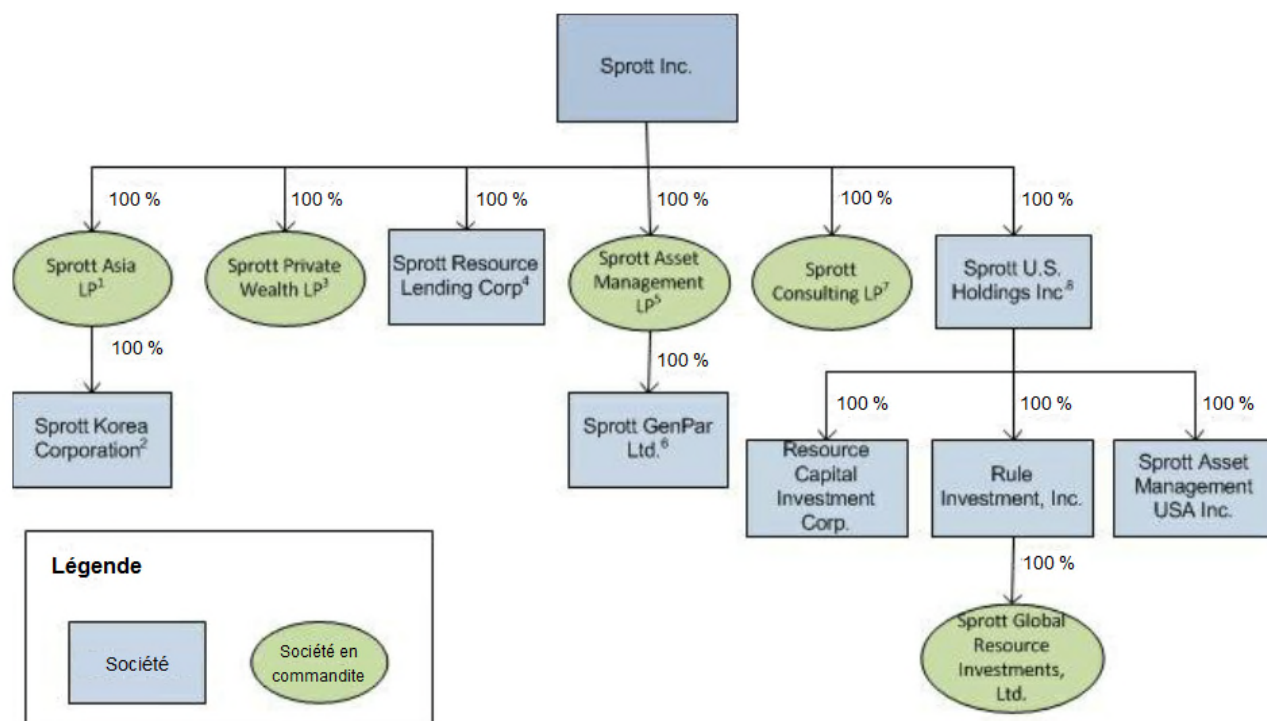 Sprott Inc.
100 %
100 %
100 %
100 %
100 %
100 %
Sprott Asia
LP1
Sprott Private
Wealth LP3
Sprott Resource
Lending Corp4
Sprott Asset
Management
LP5
Sprott
Consulting LP7
Sprott U.S.
Holdings Inc8
100 %
100 %
Sprott Korea
Corporation2
Sprott GenPar
Ltd.6
100 %
100 %
100 %
Resource
Capital
Investment
Corp.
Rule
Investment, Inc.
Sprott Asset
Management
USA Inc.
100 %
Sprott Global
Resource
Investments,
Ltd.
Légende
Société
Société en
commandite